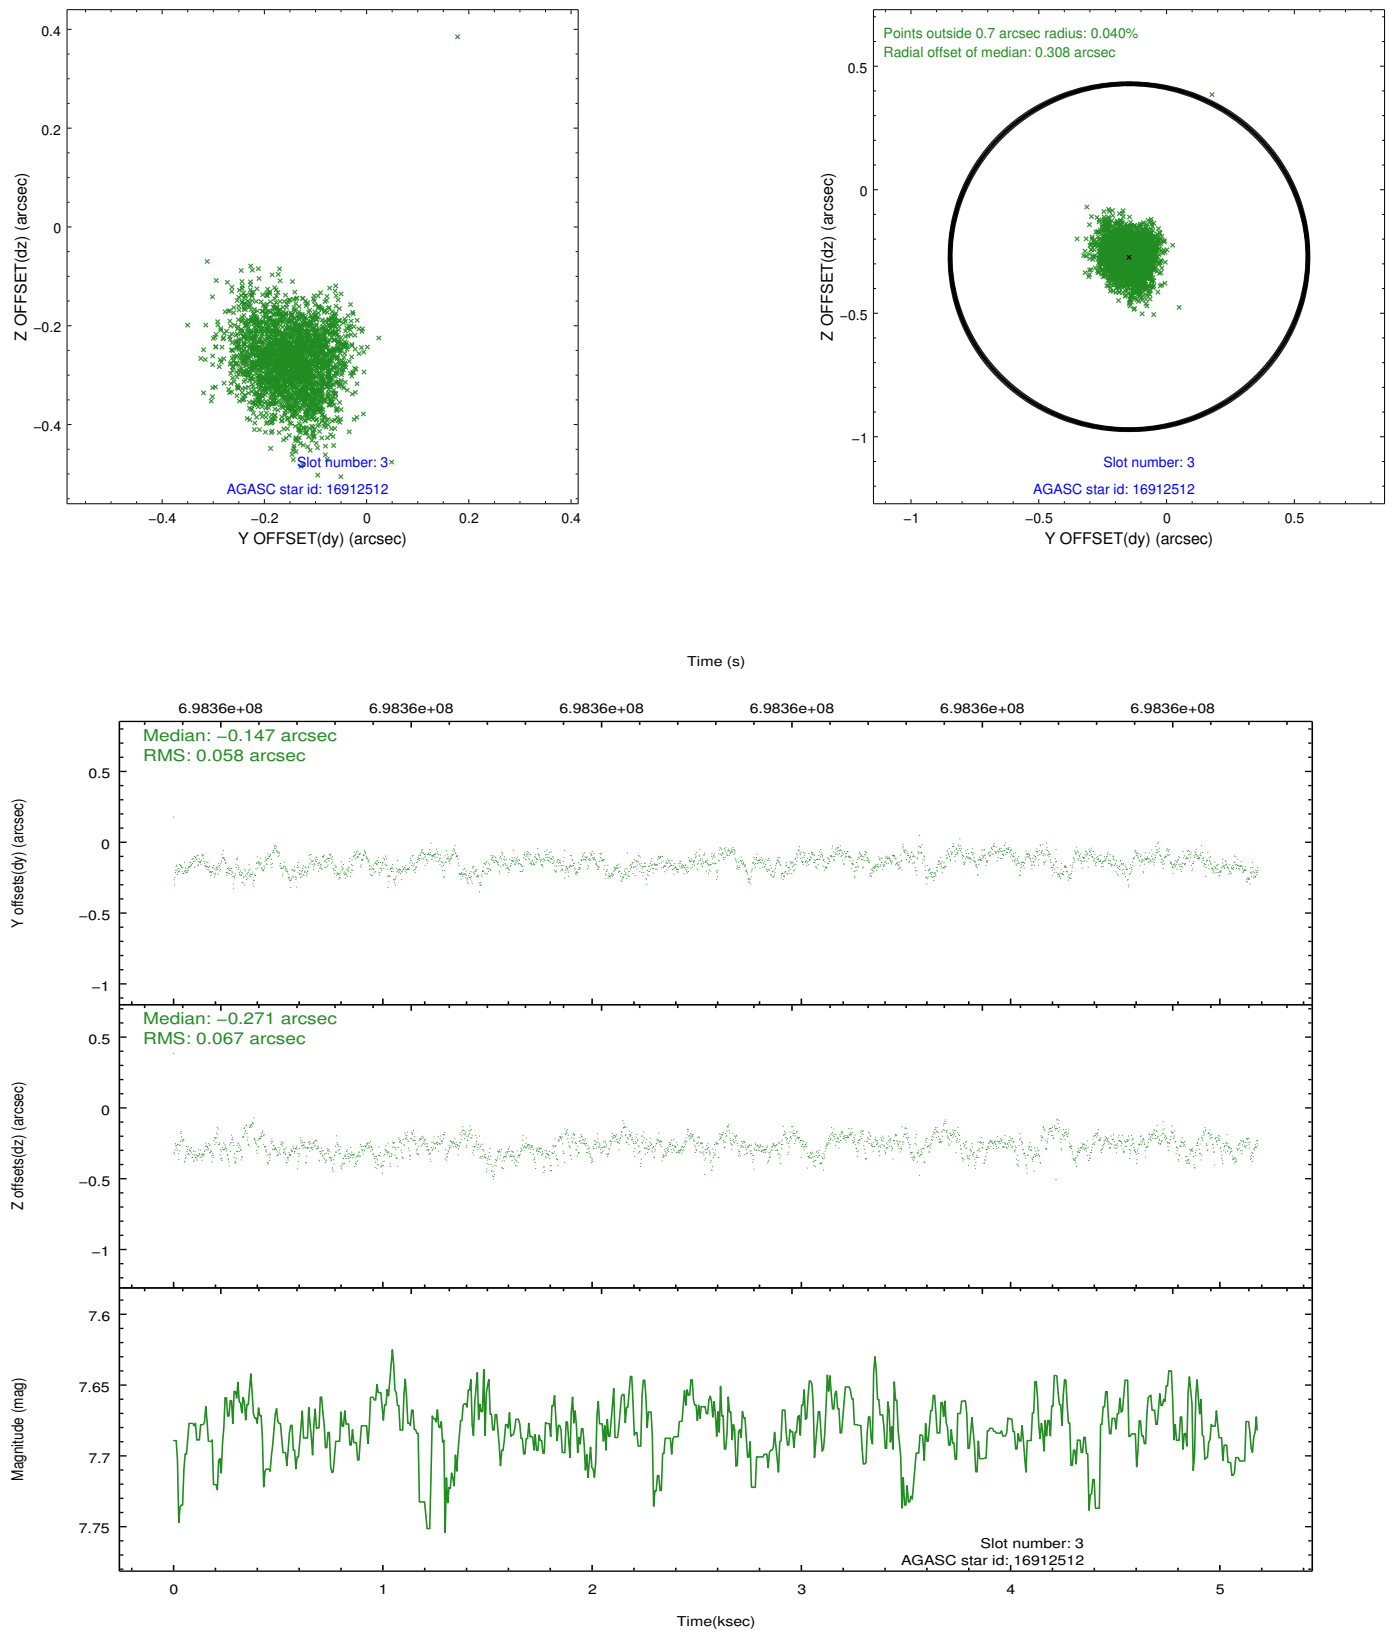 0.4
0.2
0
−0.2
−0.4
Z OFFSET(dz) (arcsec)
Slot number: 3
AGASC star id: 16912512
−0.4 −0.2 0 0.2 0.4
Y OFFSET(dy) (arcsec)
Points outside 0.7 arcsec radius: 0.040%
Radial offset of median: 0.308 arcsec
0.5
0
−0.5
−1
Z OFFSET(dz) (arcsec)
Slot number: 3
AGASC star id: 16912512
−1 −0.5 0 0.5
Y OFFSET(dy) (arcsec)
Time (s)
6.9836e+08 6.9836e+08 6.9836e+08 6.9836e+08 6.9836e+08 6.9836e+08
Median: −0.147 arcsec
RMS: 0.058 arcsec
0.5
0
−0.5
−1
Y offsets(dy) (arcsec)
Median: −0.271 arcsec
RMS: 0.067 arcsec
0.5
0
−0.5
−1
Z offsets(dz) (arcsec)
7.6
7.65
7.7
7.75
Magnitude (mag)
Slot number: 3
AGASC star id: 16912512
0 1 2 3 4 5
Time(ksec)